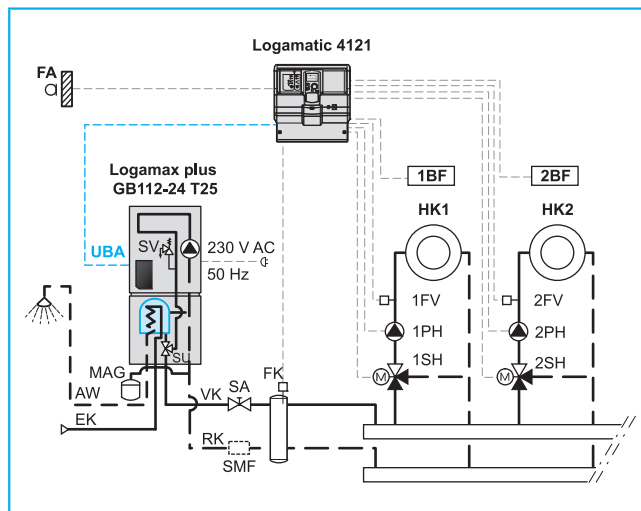 Logamatic 4121
FA
1BF
2BF
Logamax plus
GB112-24 T25
HK1
HK2
UBA
SV
230 V AC
50 Hz
1FV
2FV
1PH
2PH
SU
1SH
2SH
MAG
FK
M
M
AW
VK
SA
EK
RK
SMF